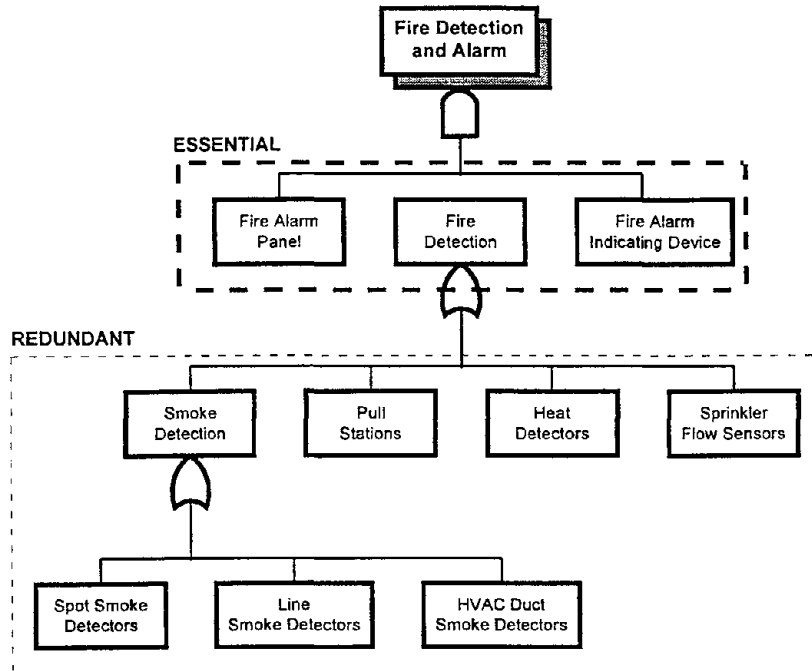 Fire Detection
and Alarm
ESSENTIAL
Fire Alarm
Panel
Fire
Detection
Fire Alarm
Indicating Device
REDUNDANT
Smoke
Detection
Pull
Stations
Heat
Detectors
Sprinkler
Flow Sensors
Spot Smoke
Detectors
Line
Smoke Detectors
HVAC Duct
Smoke Detectors